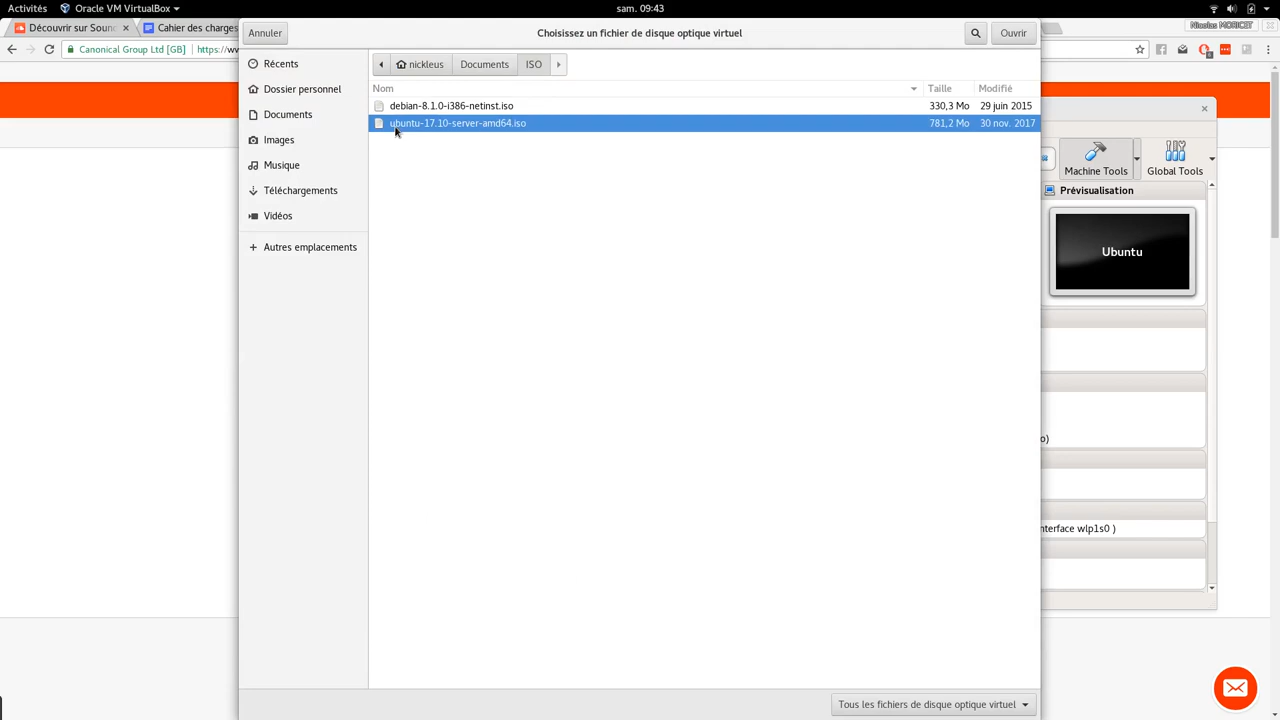 Activités Oracle VM VirtualBox sam. 09:43
Découvrir sur Soun Cahier des charges Nicolas MORICET
Canonical Group Ltd [GB] https://ww
Annuler Choisissez un fichier de disque optique virtuel Ouvrir
nickleus Documents ISO
Récents
Dossier personnel
Documents
Images
Musique
Téléchargements
Vidéos
Autres emplacements
Nom Taille Modifié
debian-8.1.0-i386-netinst.iso 330,3 Mo 29 juin 2015
ubuntu-17.10-server-amd64.iso 781,2 Mo 30 nov. 2017
Machine Tools Global Tools
Prévisualisation
Ubuntu
o)
nterface wlp1s0 )
Tous les fichiers de disque optique virtuel